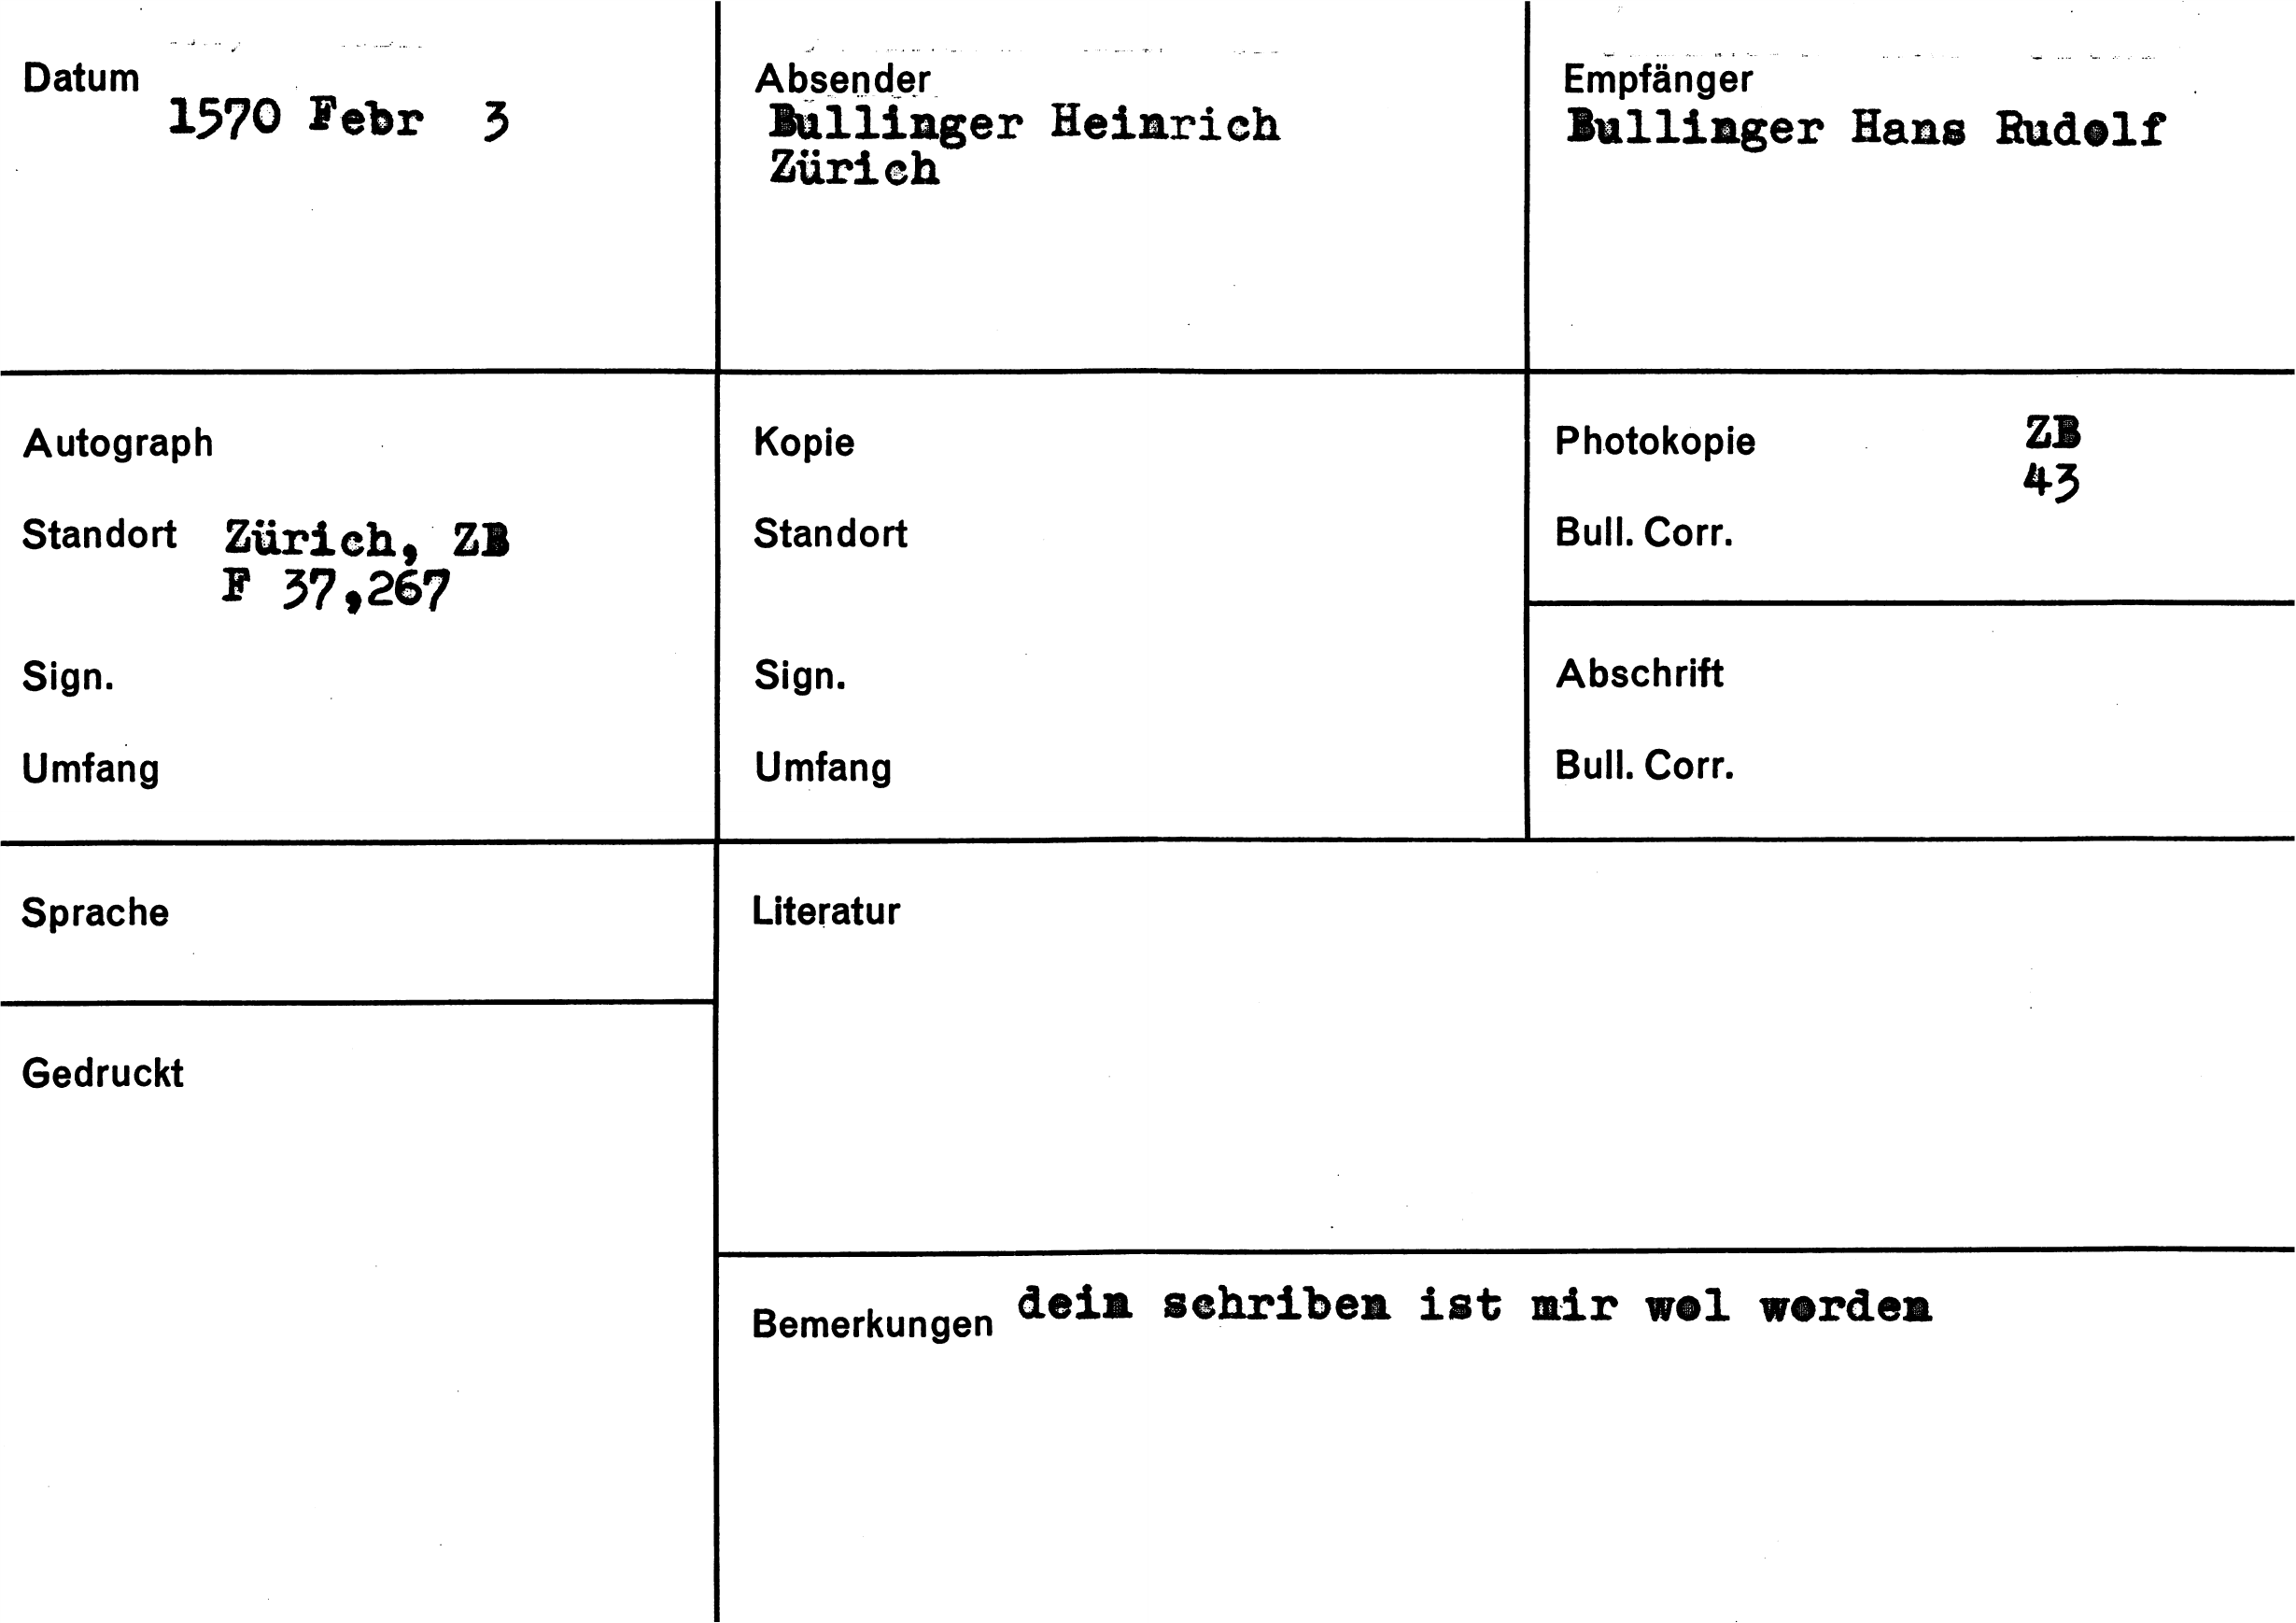 Datum
1570 Febr 3
Absender
Bullinger Heinrich
Zürich
Empfänger
Bullinger Hans Rudolf
Autograph
Standort Zürich, ZB
F 37,267
Sign.
Umfang
Kopie
Standort
Sign.
Umfang
Photokopie ZB
43
Bull. Corr.
Abschrift
Bull. Corr.
Sprache
Gedruckt
Literatur
Bemerkungen dein schriben ist mir wol worden